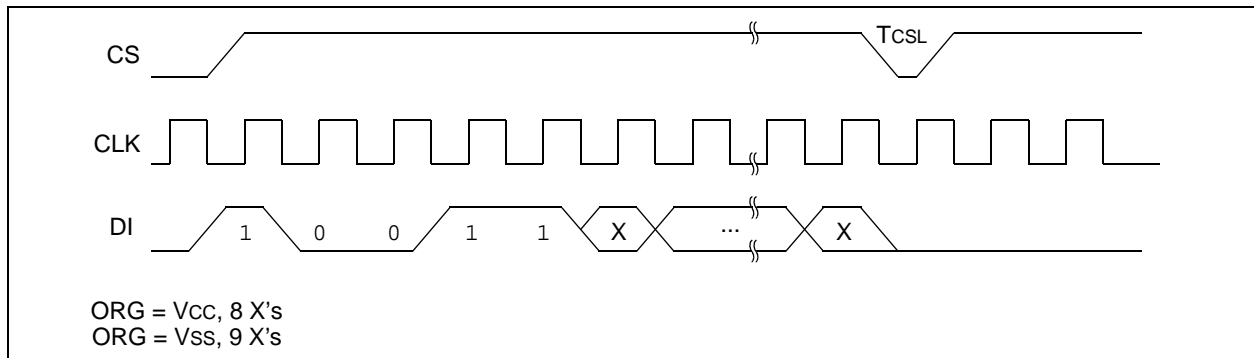 CS TCSL
CLK
DI 1 0 0 1 1 X ... X
ORG = VCC, 8 X's
ORG = VSS, 9 X's